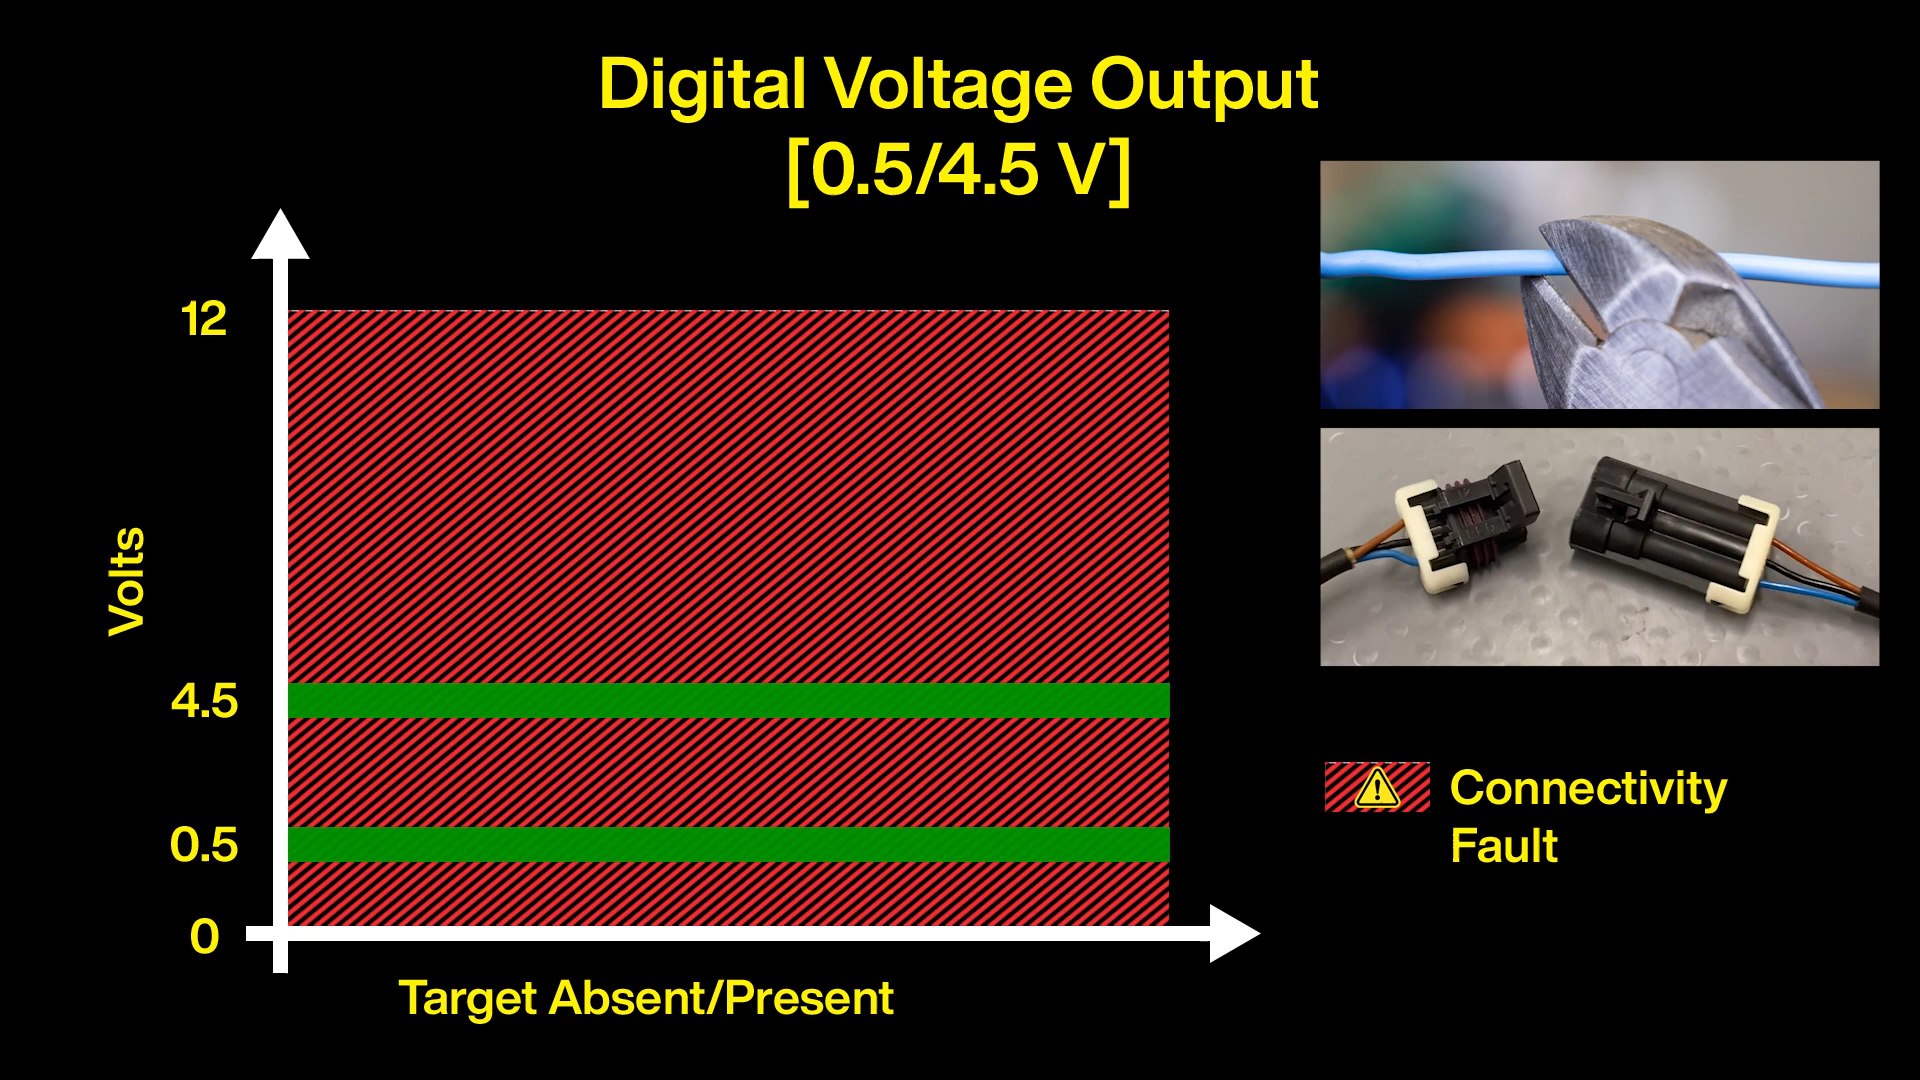 Digital Voltage Output
[0.5/4.5 V]
12
Volts
4.5
0.5
0
Target Absent/Present
Connectivity
Fault